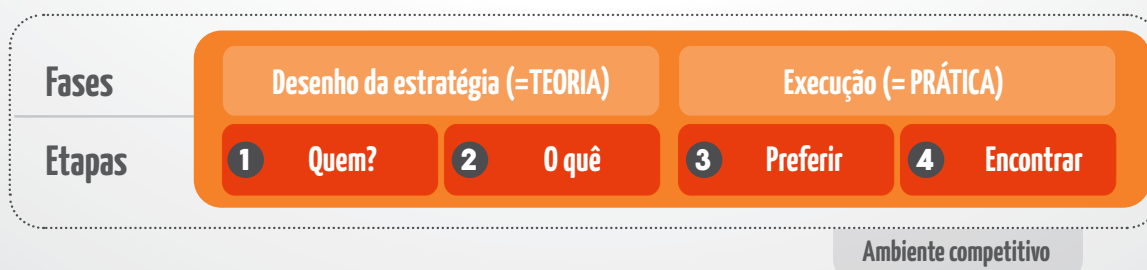 Fases
Desenho da estratégia (=TEORIA)
Execução (= PRÁTICA)
Etapas
1 Quem?
2 O quê
3 Preferir
4 Encontrar
Ambiente competitivo